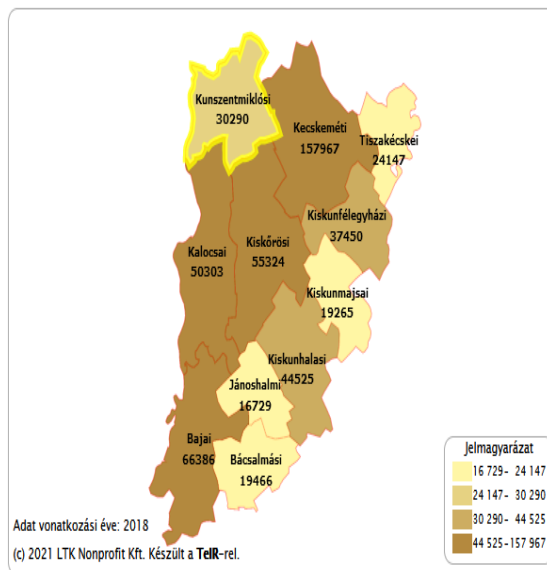 Kunszentmiklósi
30290
Kecskeméti
157967
Tiszakécskei
24147
Kiskunfélegyházi
37450
Kalocsai
50303
Kiskőrösi
55324
Kiskunmajsai
19265
Kiskunhalasi
44525
Jánoshalmi
16729
Bajai
66386
Bácsalmási
19466
Jelmagyarázat
16 729- 24 147
24 147- 30 290
30 290- 44 525
44 525-157 967
Adat vonatkozási éve: 2018
(c) 2021 LTK Nonprofit Kft. Készült a TeIR-rel.